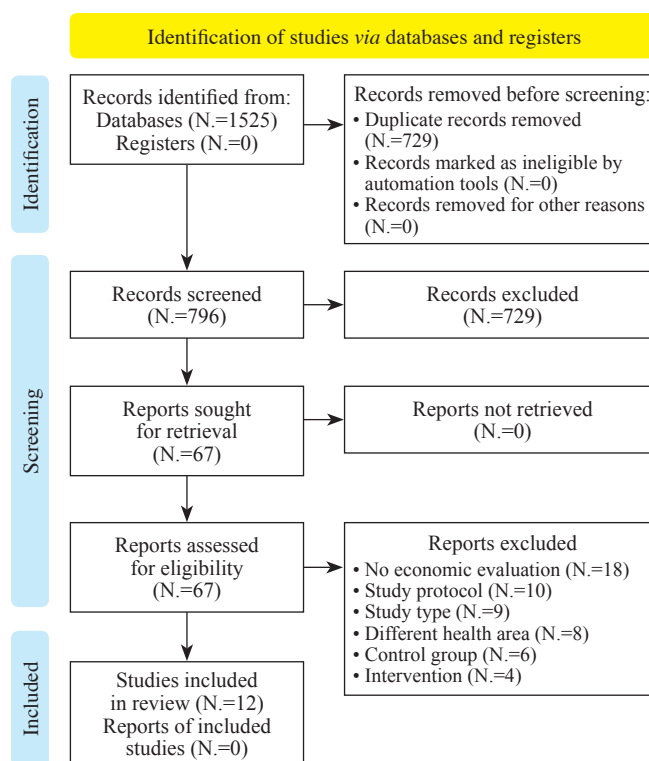 Identification of studies via databases and registers
Identification
Records identified from:
Databases (N.=1525)
Registers (N.=0)
Records removed before screening:
• Duplicate records removed
(N.=729)
• Records marked as ineligible by
automation tools (N.=0)
• Records removed for other reasons
(N.=0)
Screening
Records screened
(N.=796)
Records excluded
(N.=729)
Reports sought
for retrieval
(N.=67)
Reports not retrieved
(N.=0)
Reports assessed
for eligibility
(N.=67)
Reports excluded
• No economic evaluation (N.=18)
• Study protocol (N.=10)
• Study type (N.=9)
• Different health area (N.=8)
• Control group (N.=6)
• Intervention (N.=4)
Included
Studies included
in review (N.=12)
Reports of included
studies (N.=0)